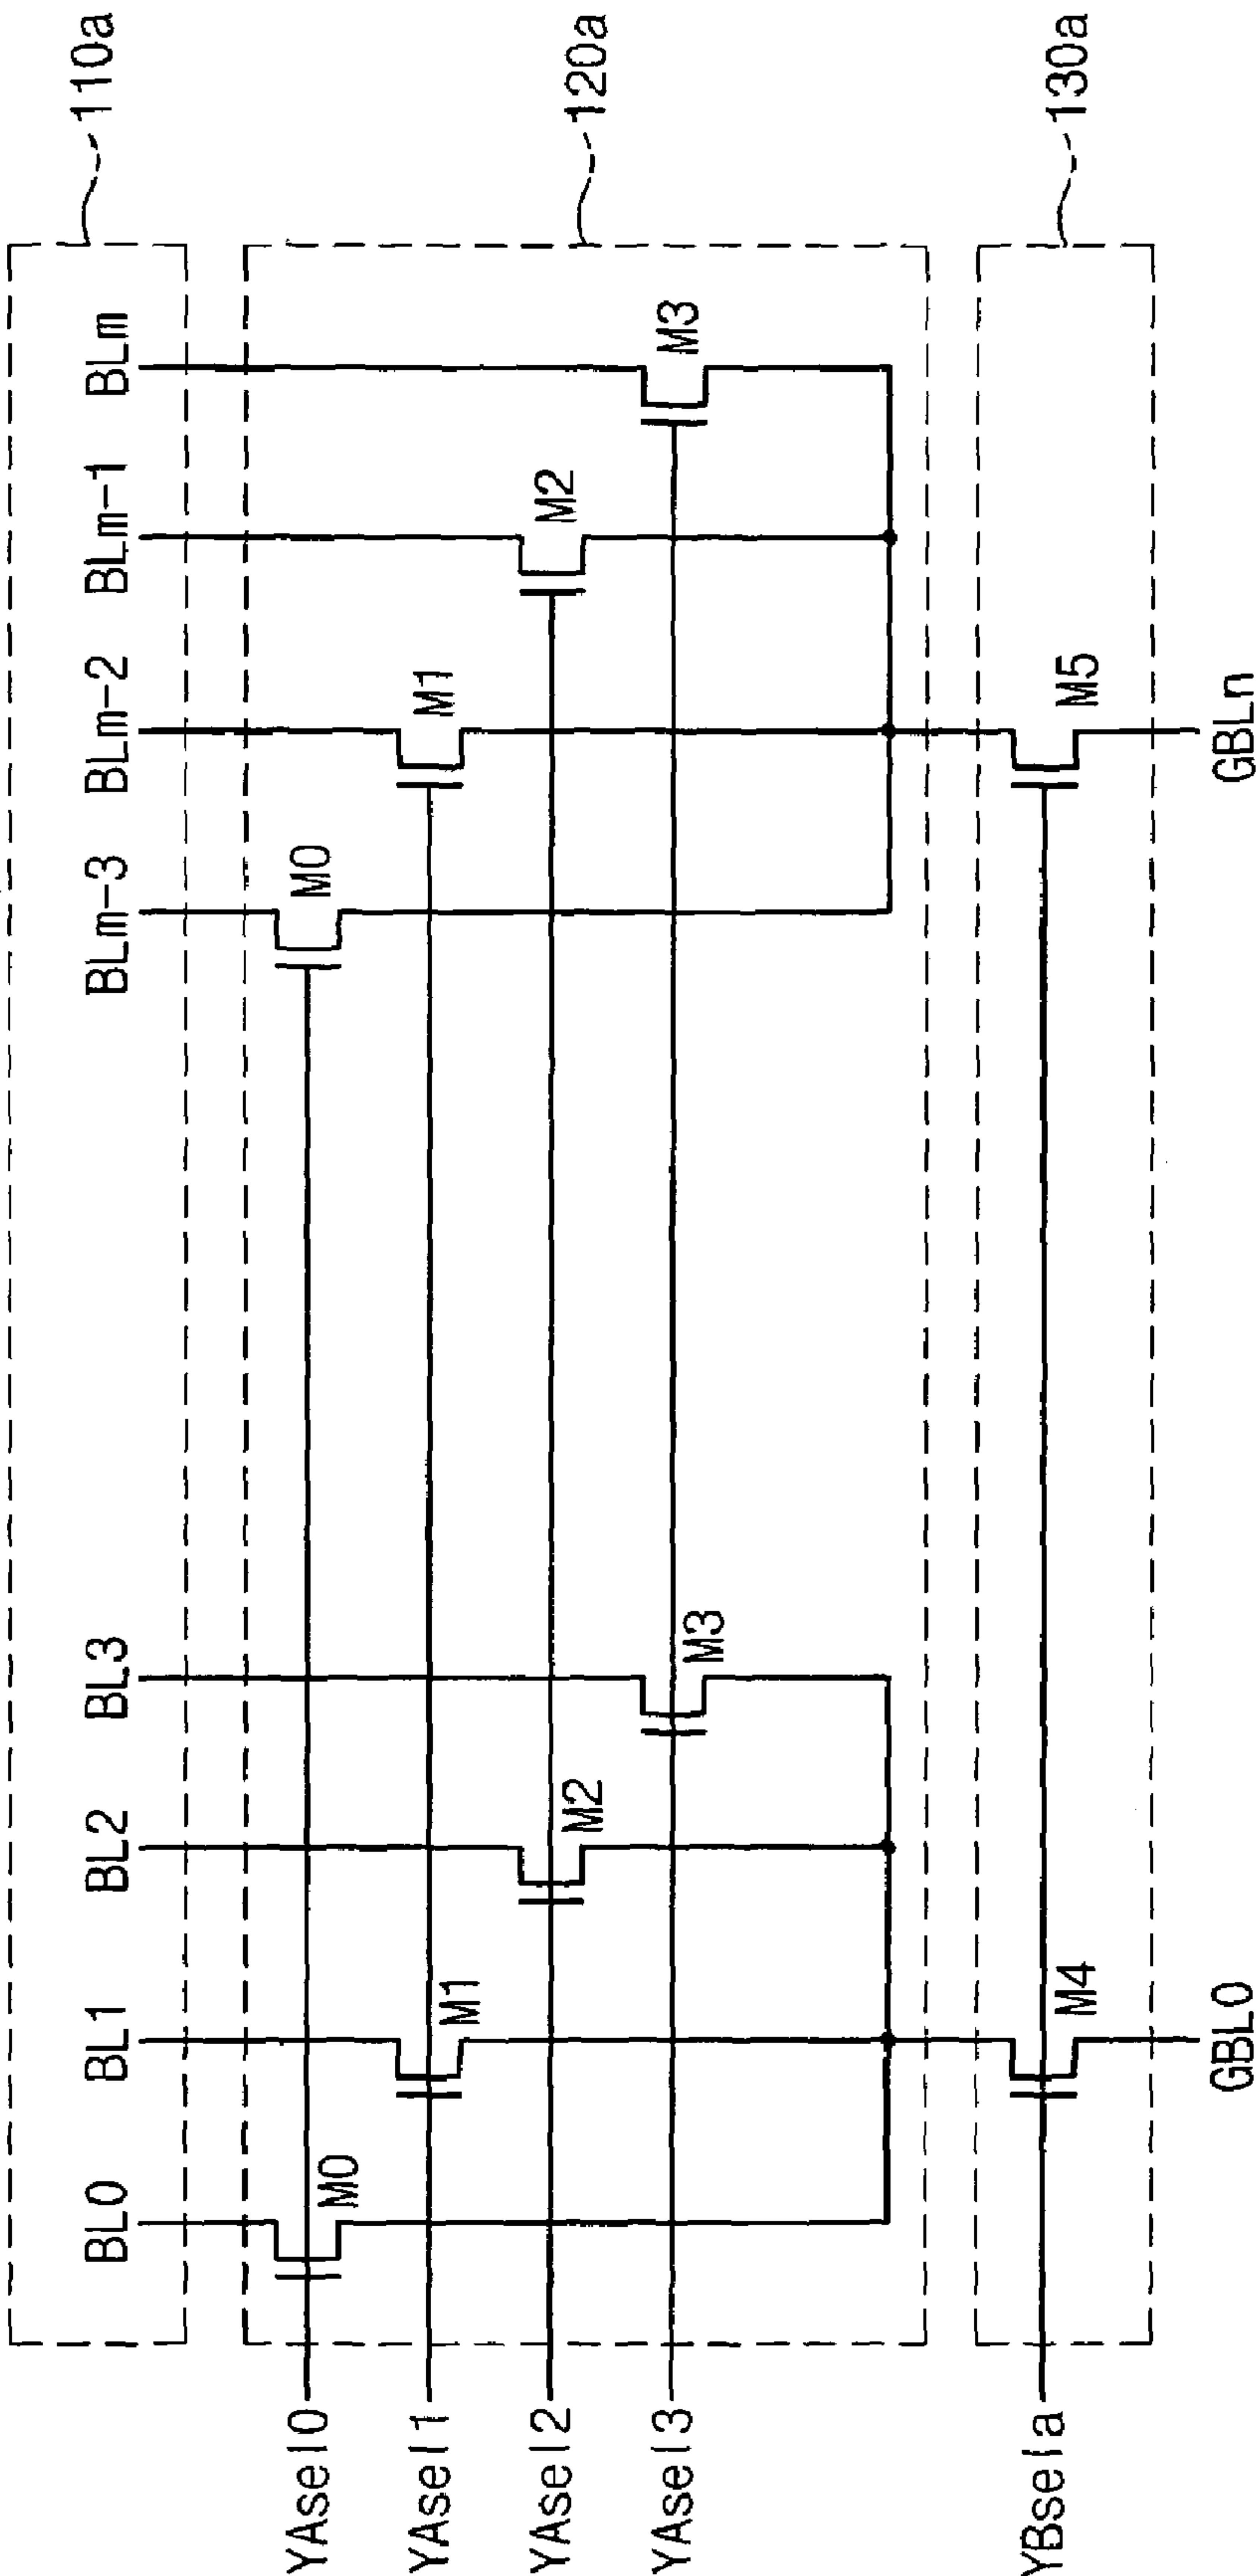 BL0 BL1 BL2 BL3 BLm-3 BLm-2 BLm-1 BLm 110a
YAsel0 M0 M0
YAsel1 M1 M1
YAsel2 M2 M2 120a
YAsel3 M3 M3
YBsela M4 M5 130a
GBL0 GBLn